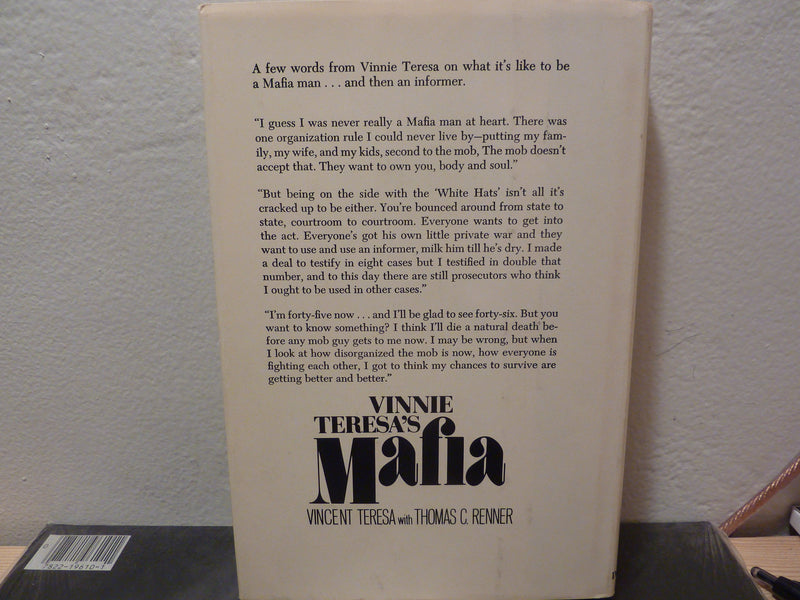 A few words from Vinnie Teresa on what it's like to be
a Mafia man . . . and then an informer.
"I guess I was never really a Mafia man at heart. There was
one organization rule I could never live by—putting my fam-
ily, my wife, and my kids, second to the mob, The mob doesn't
accept that. They want to own you, body and soul."
"But being on the side with the 'White Hats' isn't all it's
cracked up to be either. You're bounced around from state to
state, courtroom to courtroom. Everyone wants to get into
the act. Everyone's got his own little private war and they
want to use and use an informer, milk him till he's dry. I made
a deal to testify in eight cases but I testified in double that
number, and to this day there are still prosecutors who think
I ought to be used in other cases."
"I'm forty-five now . . . and I'll be glad to see forty-six. But you
want to know something? I think I'll die a natural death be-
fore any mob guy gets to me now. I may be wrong, but when
I look at how disorganized the mob is now, how everyone is
fighting each other, I got to think my chances to survive are
getting better and better."
VINNIE
TERESA'S
Mafia
VINCENT TERESA with THOMAS C. RENNER